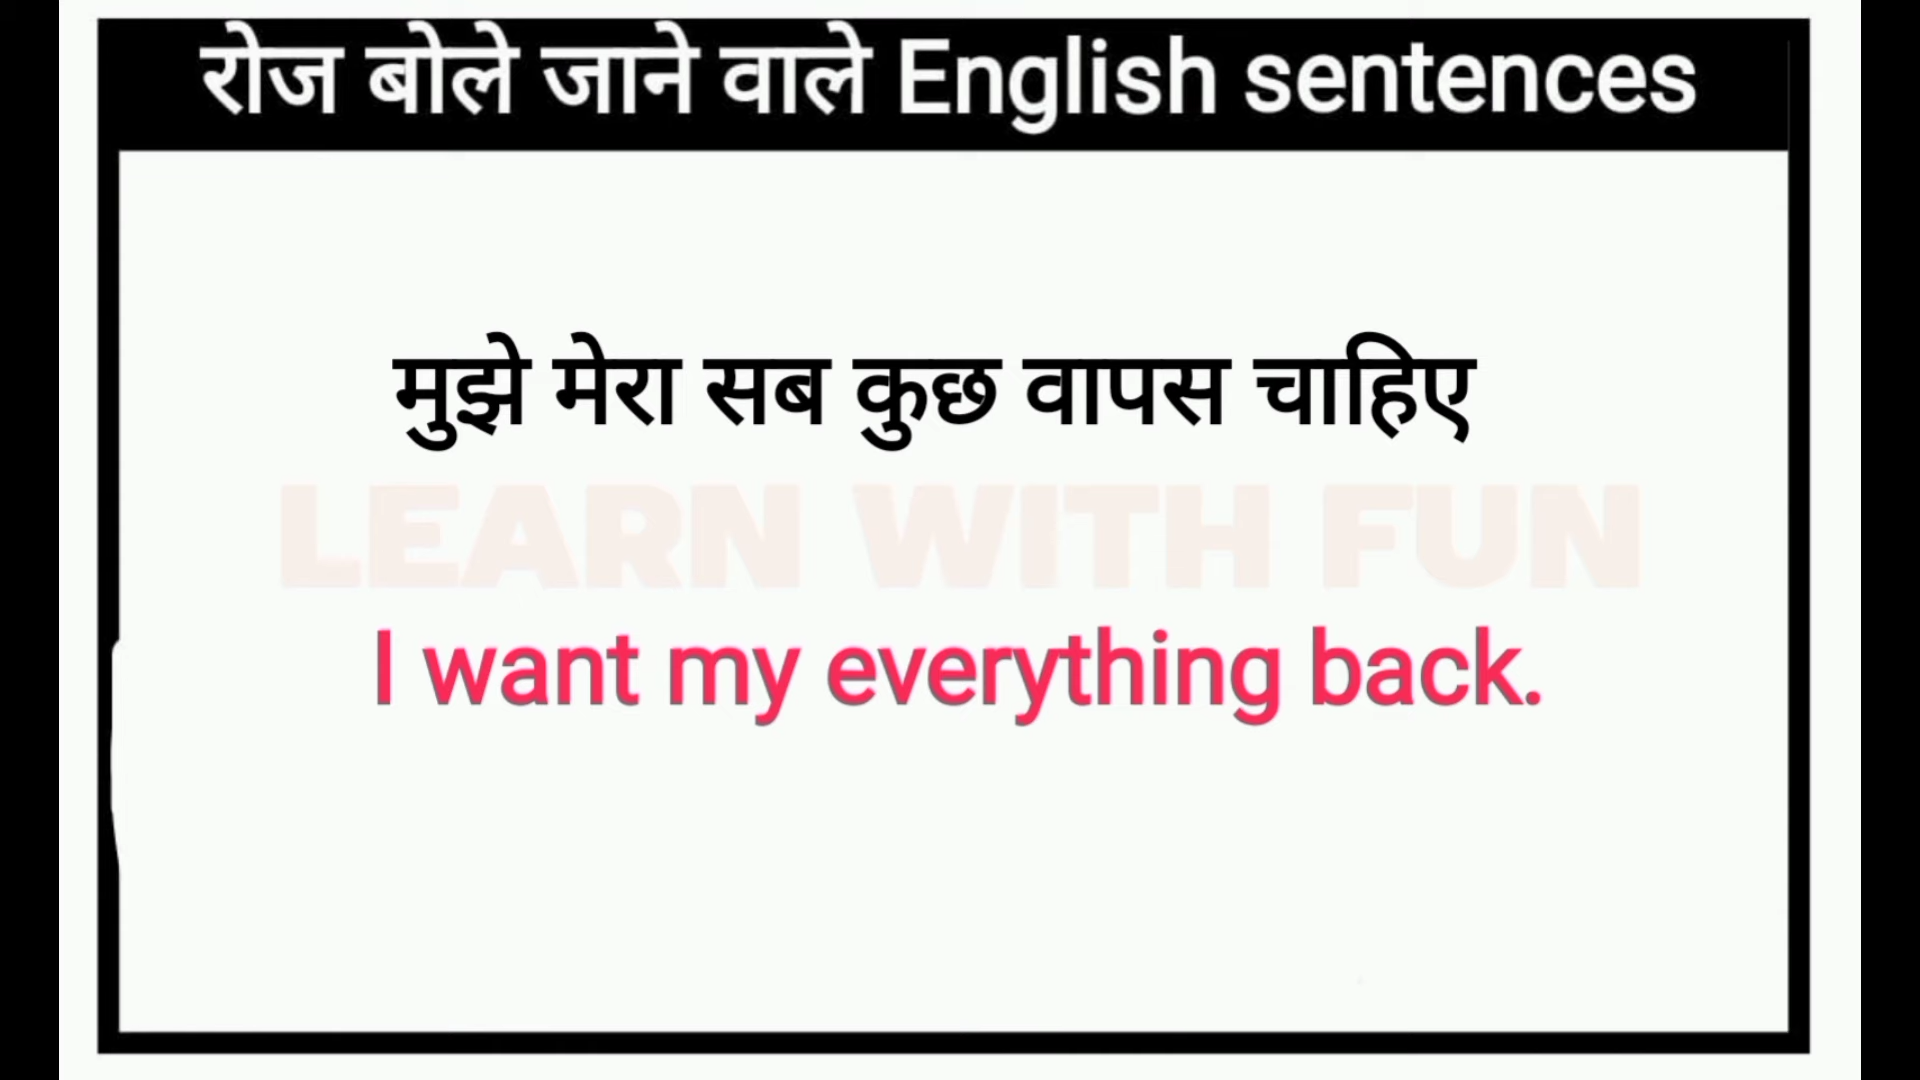 रोज बोले जाने वाले English sentences
मुझे मेरा सब कुछ वापस चाहिए
LEARN WITH FUN
I want my everything back.